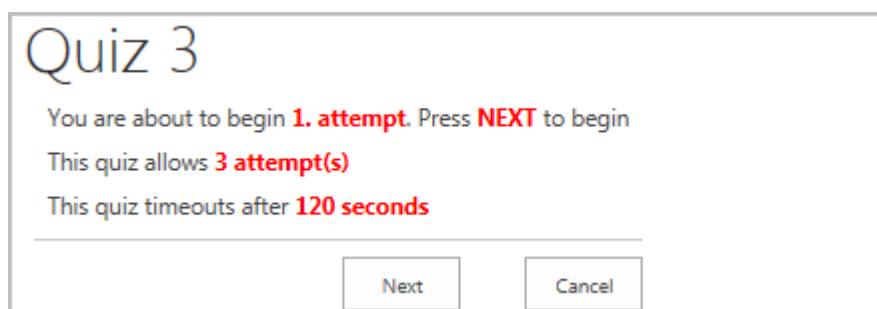 Quiz 3
You are about to begin 1. attempt. Press NEXT to begin
This quiz allows 3 attempt(s)
This quiz timeouts after 120 seconds
Next Cancel